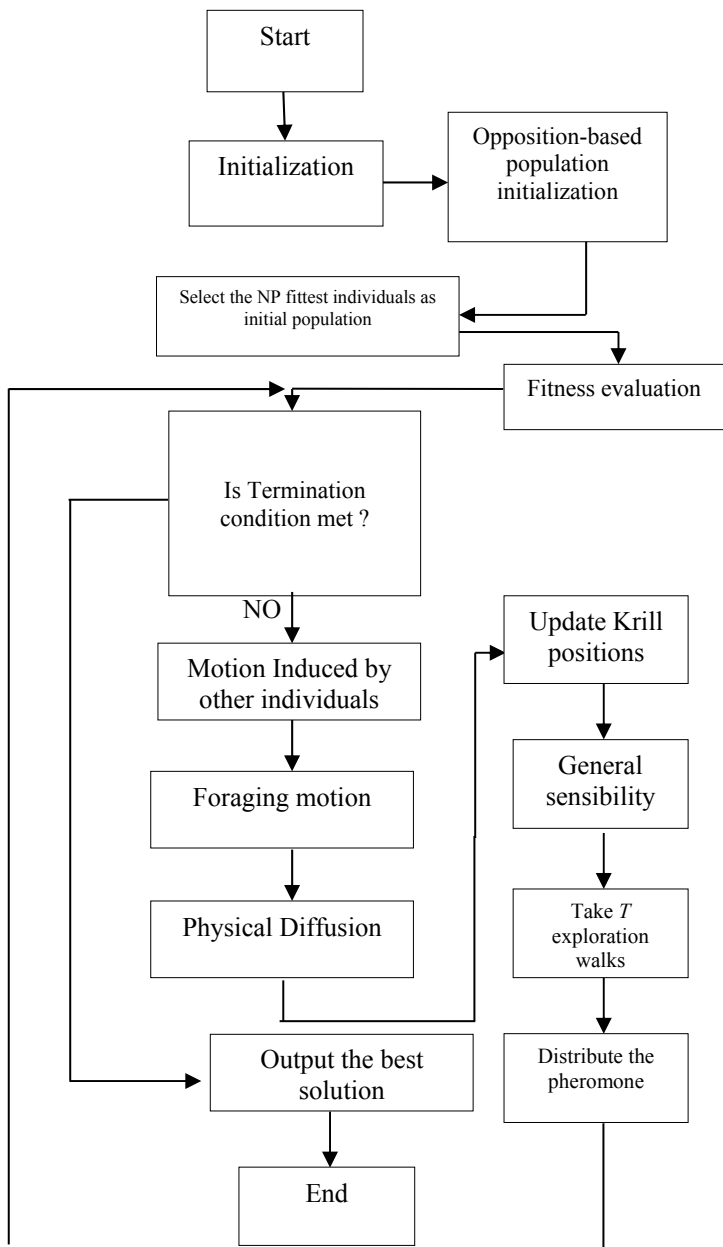 Start
Initialization
Opposition-based
population
initialization
Select the NP fittest individuals as
initial population
Fitness evaluation
Is Termination
condition met ?
NO
Motion Induced by
other individuals
Foraging motion
Physical Diffusion
Update Krill
positions
General
sensibility
Take T
exploration
walks
Distribute the
pheromone
Output the best
solution
End